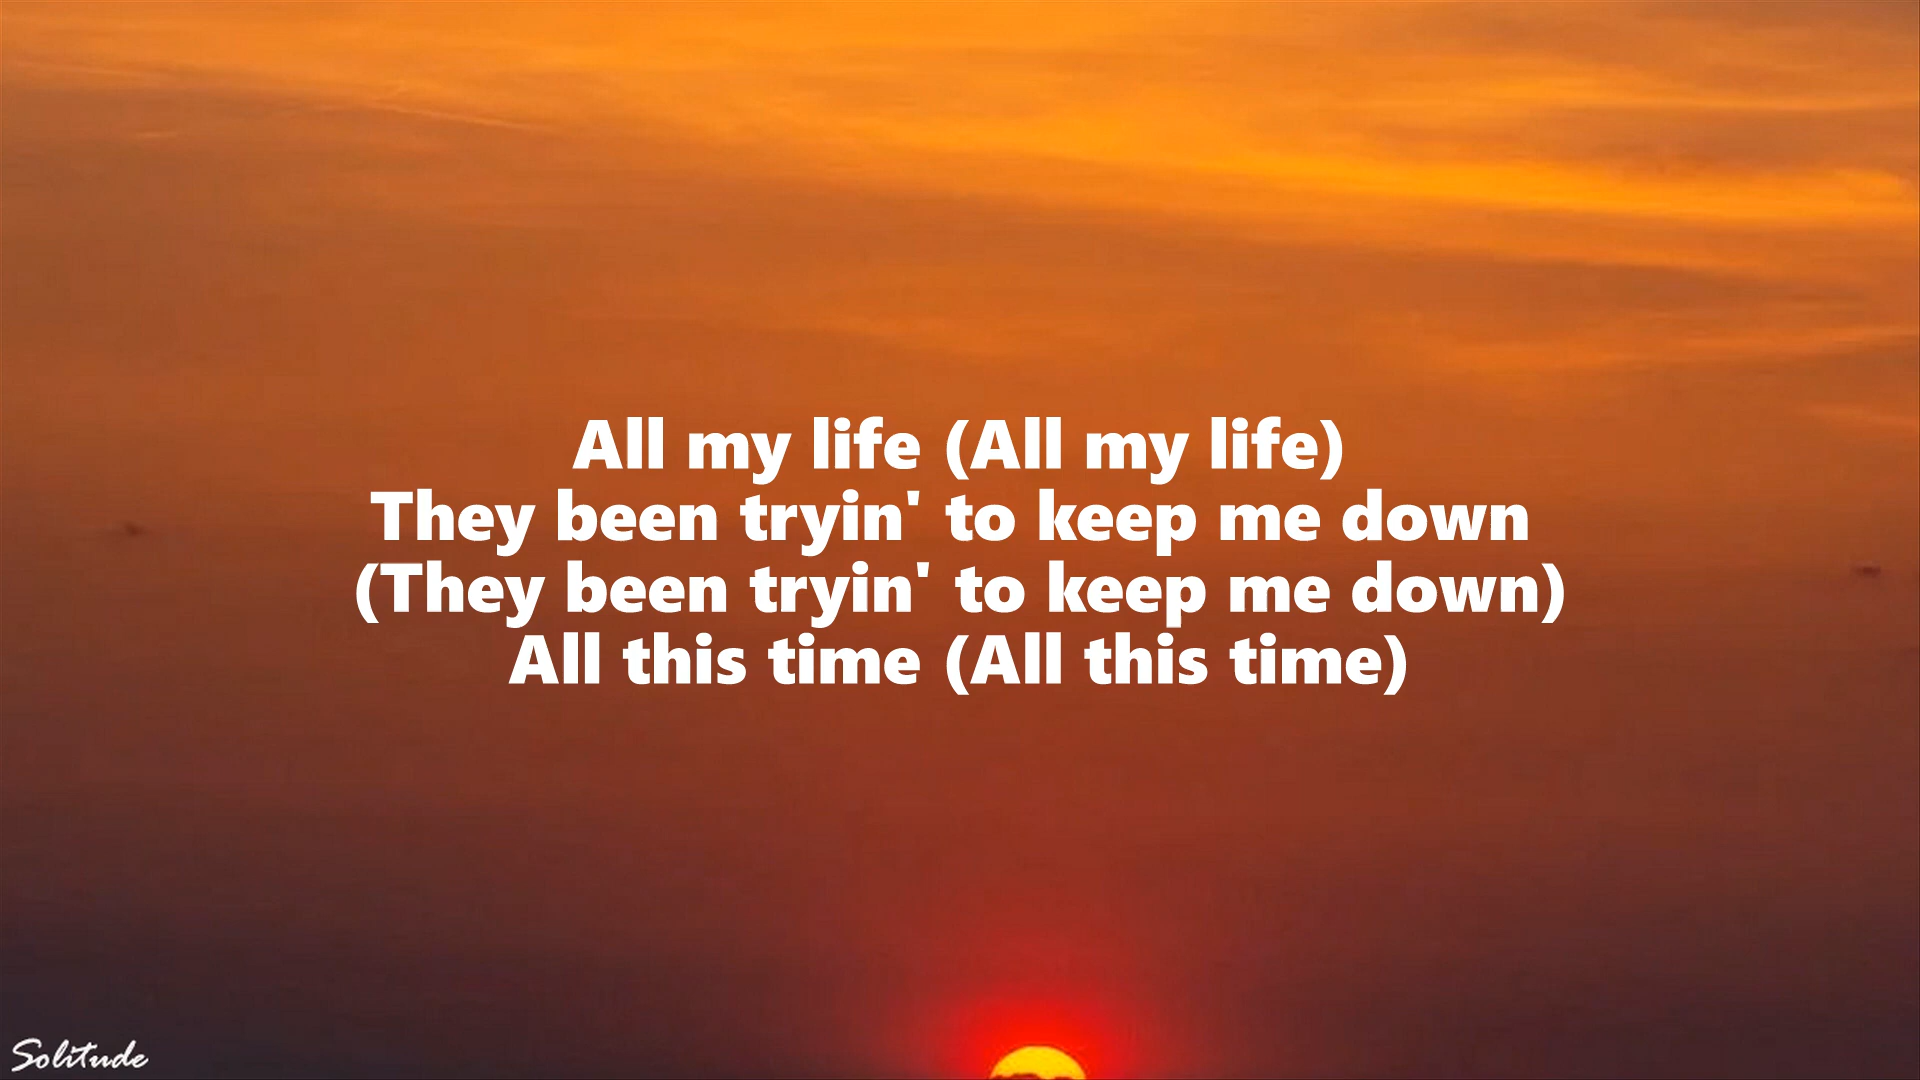 All my life (All my life)
They been tryin' to keep me down
(They been tryin' to keep me down)
All this time (All this time)
Solitude